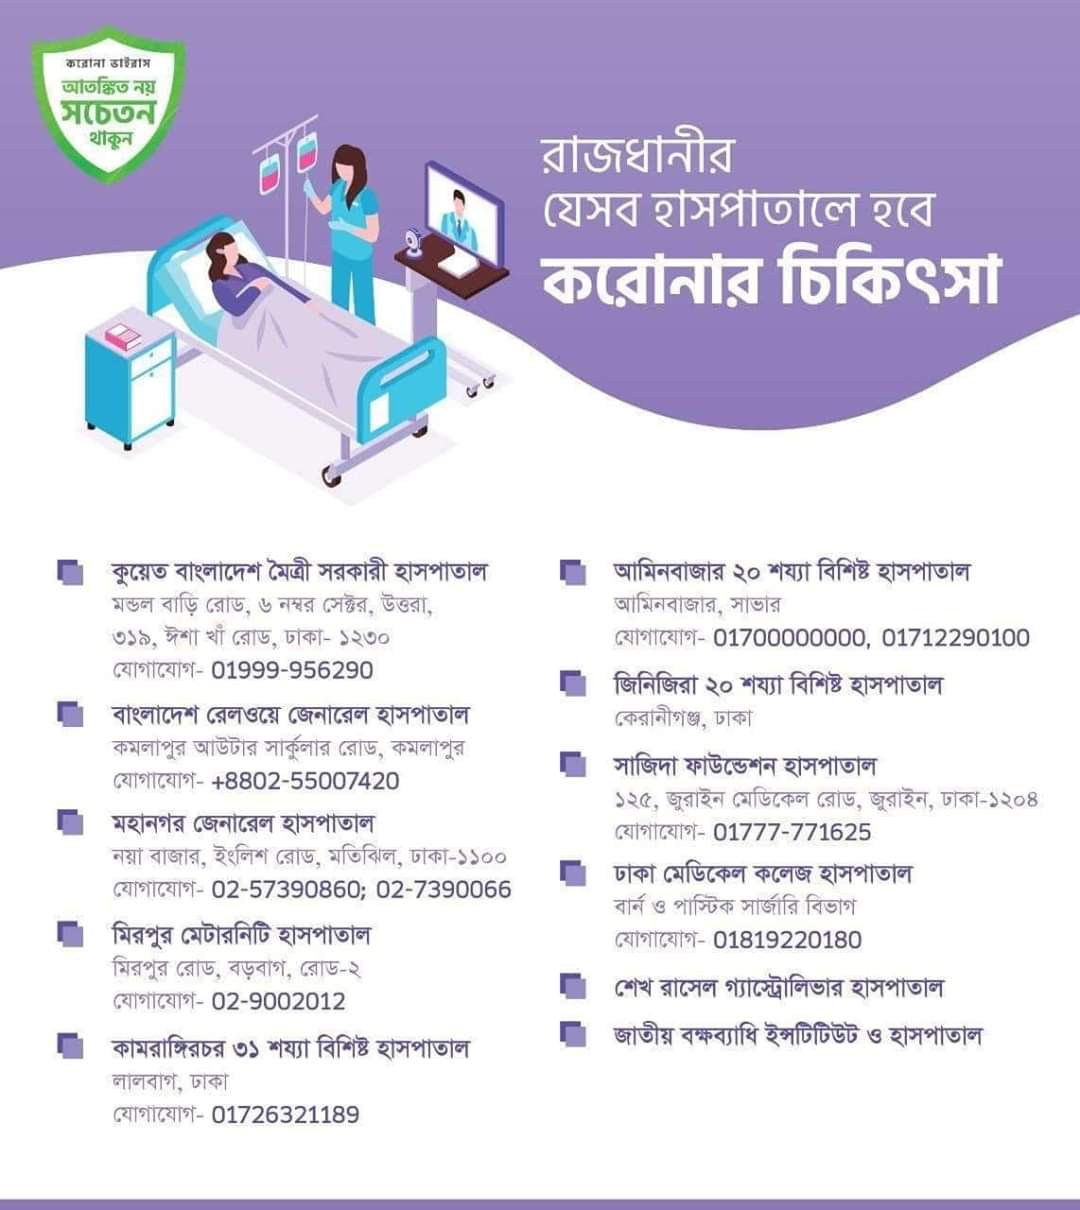 করোনা ভাইরাস
আতঙ্কিত নয়
সচেতন
থাকুন
রাজধানীর
যেসব হাসপাতালে হবে
করোনার চিকিৎসা
কুয়েত বাংলাদেশ মৈত্রী সরকারী হাসপাতাল
মন্ডল বাড়ি রোড, ৬ নম্বর সেক্টর, উত্তরা,
৩১৯, ঈশা খাঁ রোড, ঢাকা- ১২৩০
যোগাযোগ- 01999-956290
বাংলাদেশ রেলওয়ে জেনারেল হাসপাতাল
কমলাপুর আউটার সার্কুলার রোড, কমলাপুর
যোগাযোগ- +8802-55007420
মহানগর জেনারেল হাসপাতাল
নয়া বাজার, ইংলিশ রোড, মতিঝিল, ঢাকা-১১০০
যোগাযোগ- 02-57390860; 02-7390066
মিরপুর মেটারনিটি হাসপাতাল
মিরপুর রোড, বড়বাগ, রোড-২
যোগাযোগ- 02-9002012
কামরাঙ্গিরচর ৩১ শয্যা বিশিষ্ট হাসপাতাল
লালবাগ, ঢাকা
যোগাযোগ- 01726321189
আমিনবাজার ২০ শয্যা বিশিষ্ট হাসপাতাল
আমিনবাজার, সাভার
যোগাযোগ- 01700000000, 01712290100
জিনিজিরা ২০ শয্যা বিশিষ্ট হাসপাতাল
কেরানীগঞ্জ, ঢাকা
সাজিদা ফাউন্ডেশন হাসপাতাল
১২৫, জুরাইন মেডিকেল রোড, জুরাইন, ঢাকা-১২০৪
যোগাযোগ- 01777-771625
ঢাকা মেডিকেল কলেজ হাসপাতাল
বার্ন ও পাস্টিক সার্জারি বিভাগ
যোগাযোগ- 01819220180
শেখ রাসেল গ্যাস্ট্রোলিভার হাসপাতাল
জাতীয় বক্ষব্যাধি ইন্সটিটিউট ও হাসপাতাল